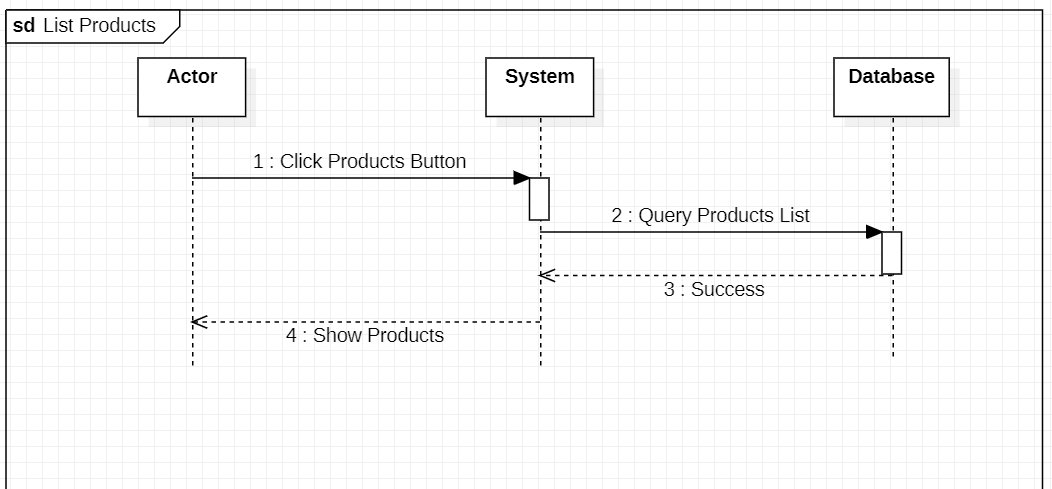 sd List Products
Actor
System
Database
1 : Click Products Button
2 : Query Products List
3 : Success
4 : Show Products